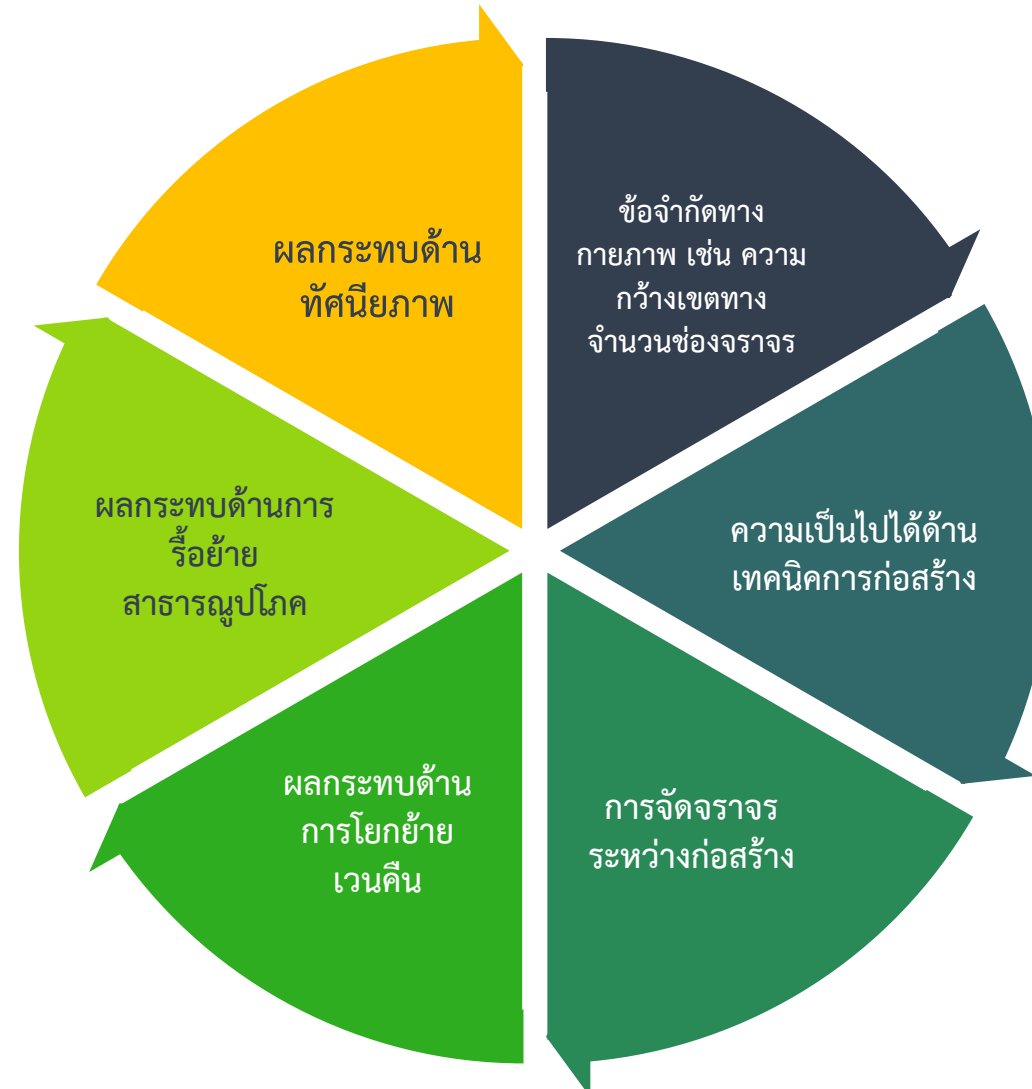 ข้อจำกัดทาง
กายภาพ เช่น ความ
กว้างเขตทาง
จำนวนช่องจราจร
ความเป็นไปได้ด้าน
เทคนิคการก่อสร้าง
การจัดจราจร
ระหว่างก่อสร้าง
ผลกระทบด้าน
การโยกย้าย
เวนคืน
ผลกระทบด้านการ
รื้อย้าย
สาธารณูปโภค
ผลกระทบด้าน
ทัศนียภาพ